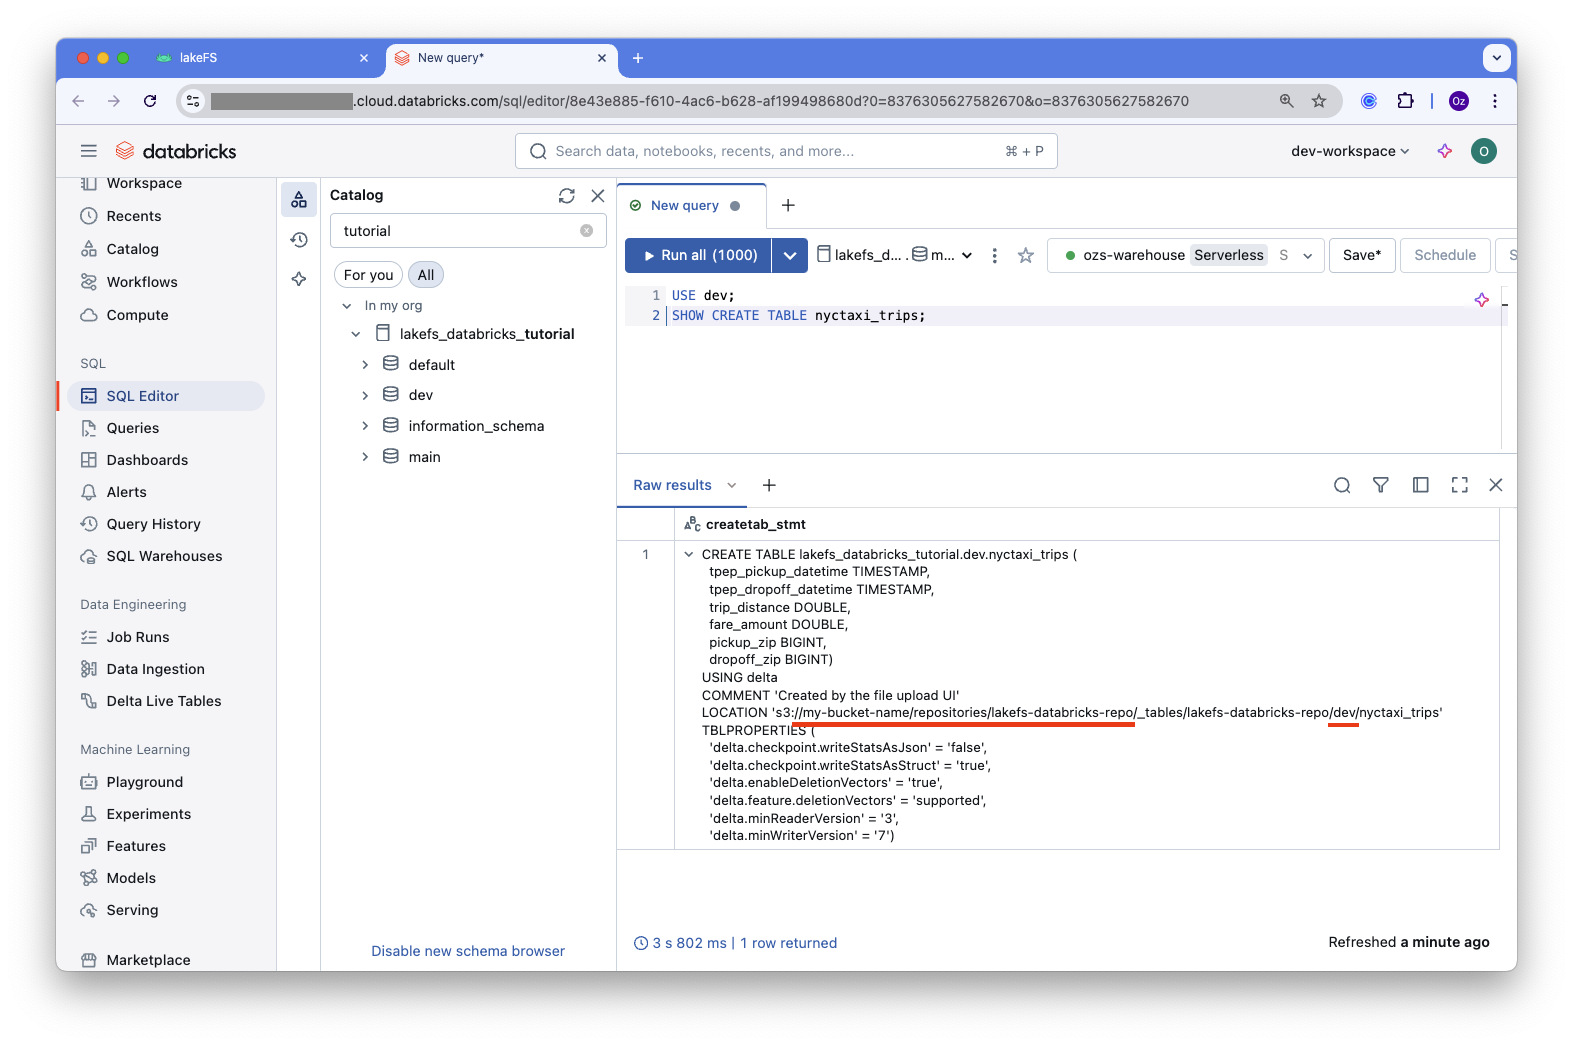 lakeFS
New query*
.cloud.databricks.com/sql/editor/8e43e885-f610-4ac6-b628-af199498680d?0=8376305627582670&o=8376305627582670
Oz
databricks
Search data, notebooks, recents, and more...
⌘ + P
dev-workspace
O
Workspace
Recents
Catalog
Workflows
Compute
SQL
SQL Editor
Queries
Dashboards
Alerts
Query History
SQL Warehouses
Data Engineering
Job Runs
Data Ingestion
Delta Live Tables
Machine Learning
Playground
Experiments
Features
Models
Serving
Marketplace
Catalog
tutorial
For you
All
In my org
lakefs_databricks_tutorial
default
dev
information_schema
main
Disable new schema browser
New query
Run all (1000)
lakefs_d... . m...
ozs-warehouse Serverless S
Save*
Schedule
S
1 USE dev;
2 SHOW CREATE TABLE nyctaxi_trips;
Raw results
ABC createtab_stmt
1 CREATE TABLE lakefs_databricks_tutorial.dev.nyctaxi_trips (
tpep_pickup_datetime TIMESTAMP,
tpep_dropoff_datetime TIMESTAMP,
trip_distance DOUBLE,
fare_amount DOUBLE,
pickup_zip BIGINT,
dropoff_zip BIGINT)
USING delta
COMMENT 'Created by the file upload UI'
LOCATION 's3://my-bucket-name/repositories/lakefs-databricks-repo/_tables/lakefs-databricks-repo/dev/nyctaxi_trips'
TBLPROPERTIES (
'delta.checkpoint.writeStatsAsJson' = 'false',
'delta.checkpoint.writeStatsAsStruct' = 'true',
'delta.enableDeletionVectors' = 'true',
'delta.feature.deletionVectors' = 'supported',
'delta.minReaderVersion' = '3',
'delta.minWriterVersion' = '7')
3 s 802 ms | 1 row returned
Refreshed a minute ago